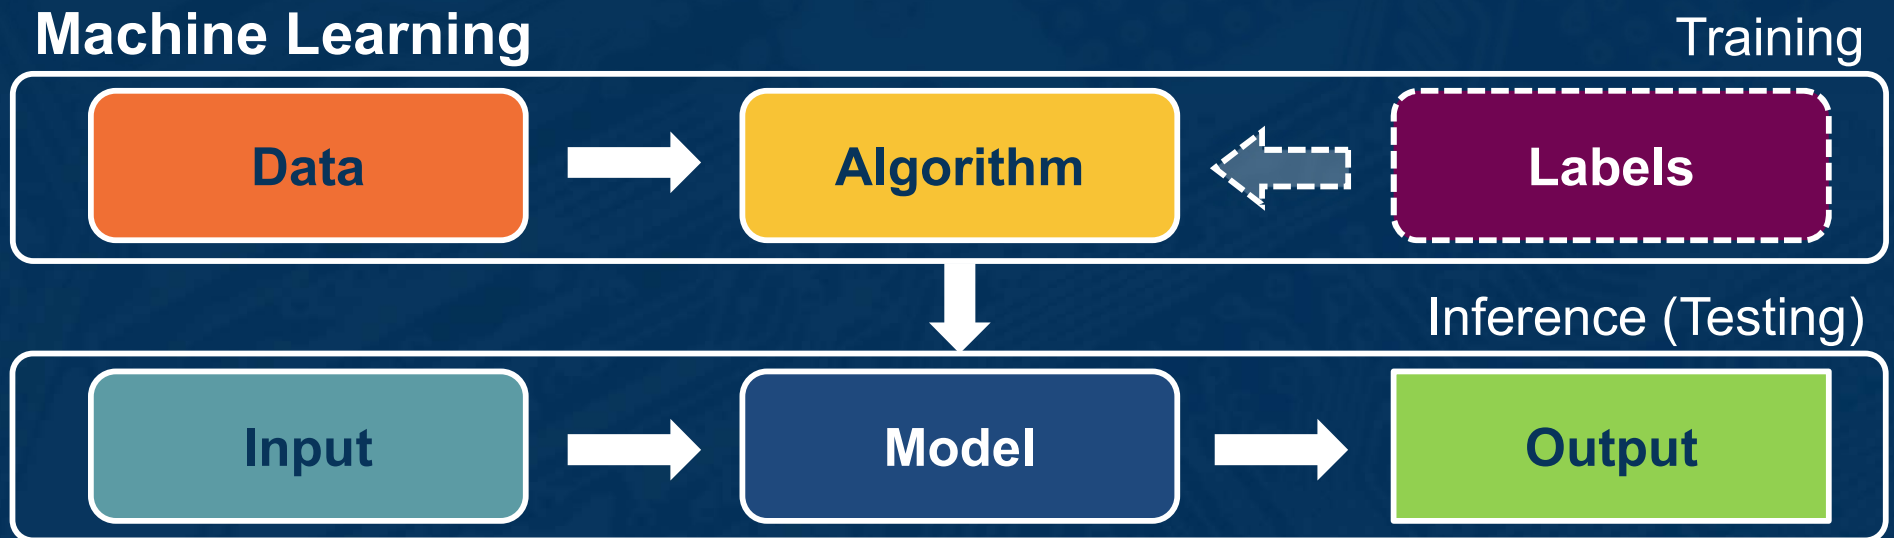 Machine Learning
Training
Data
Algorithm
Labels
Inference (Testing)
Input
Model
Output